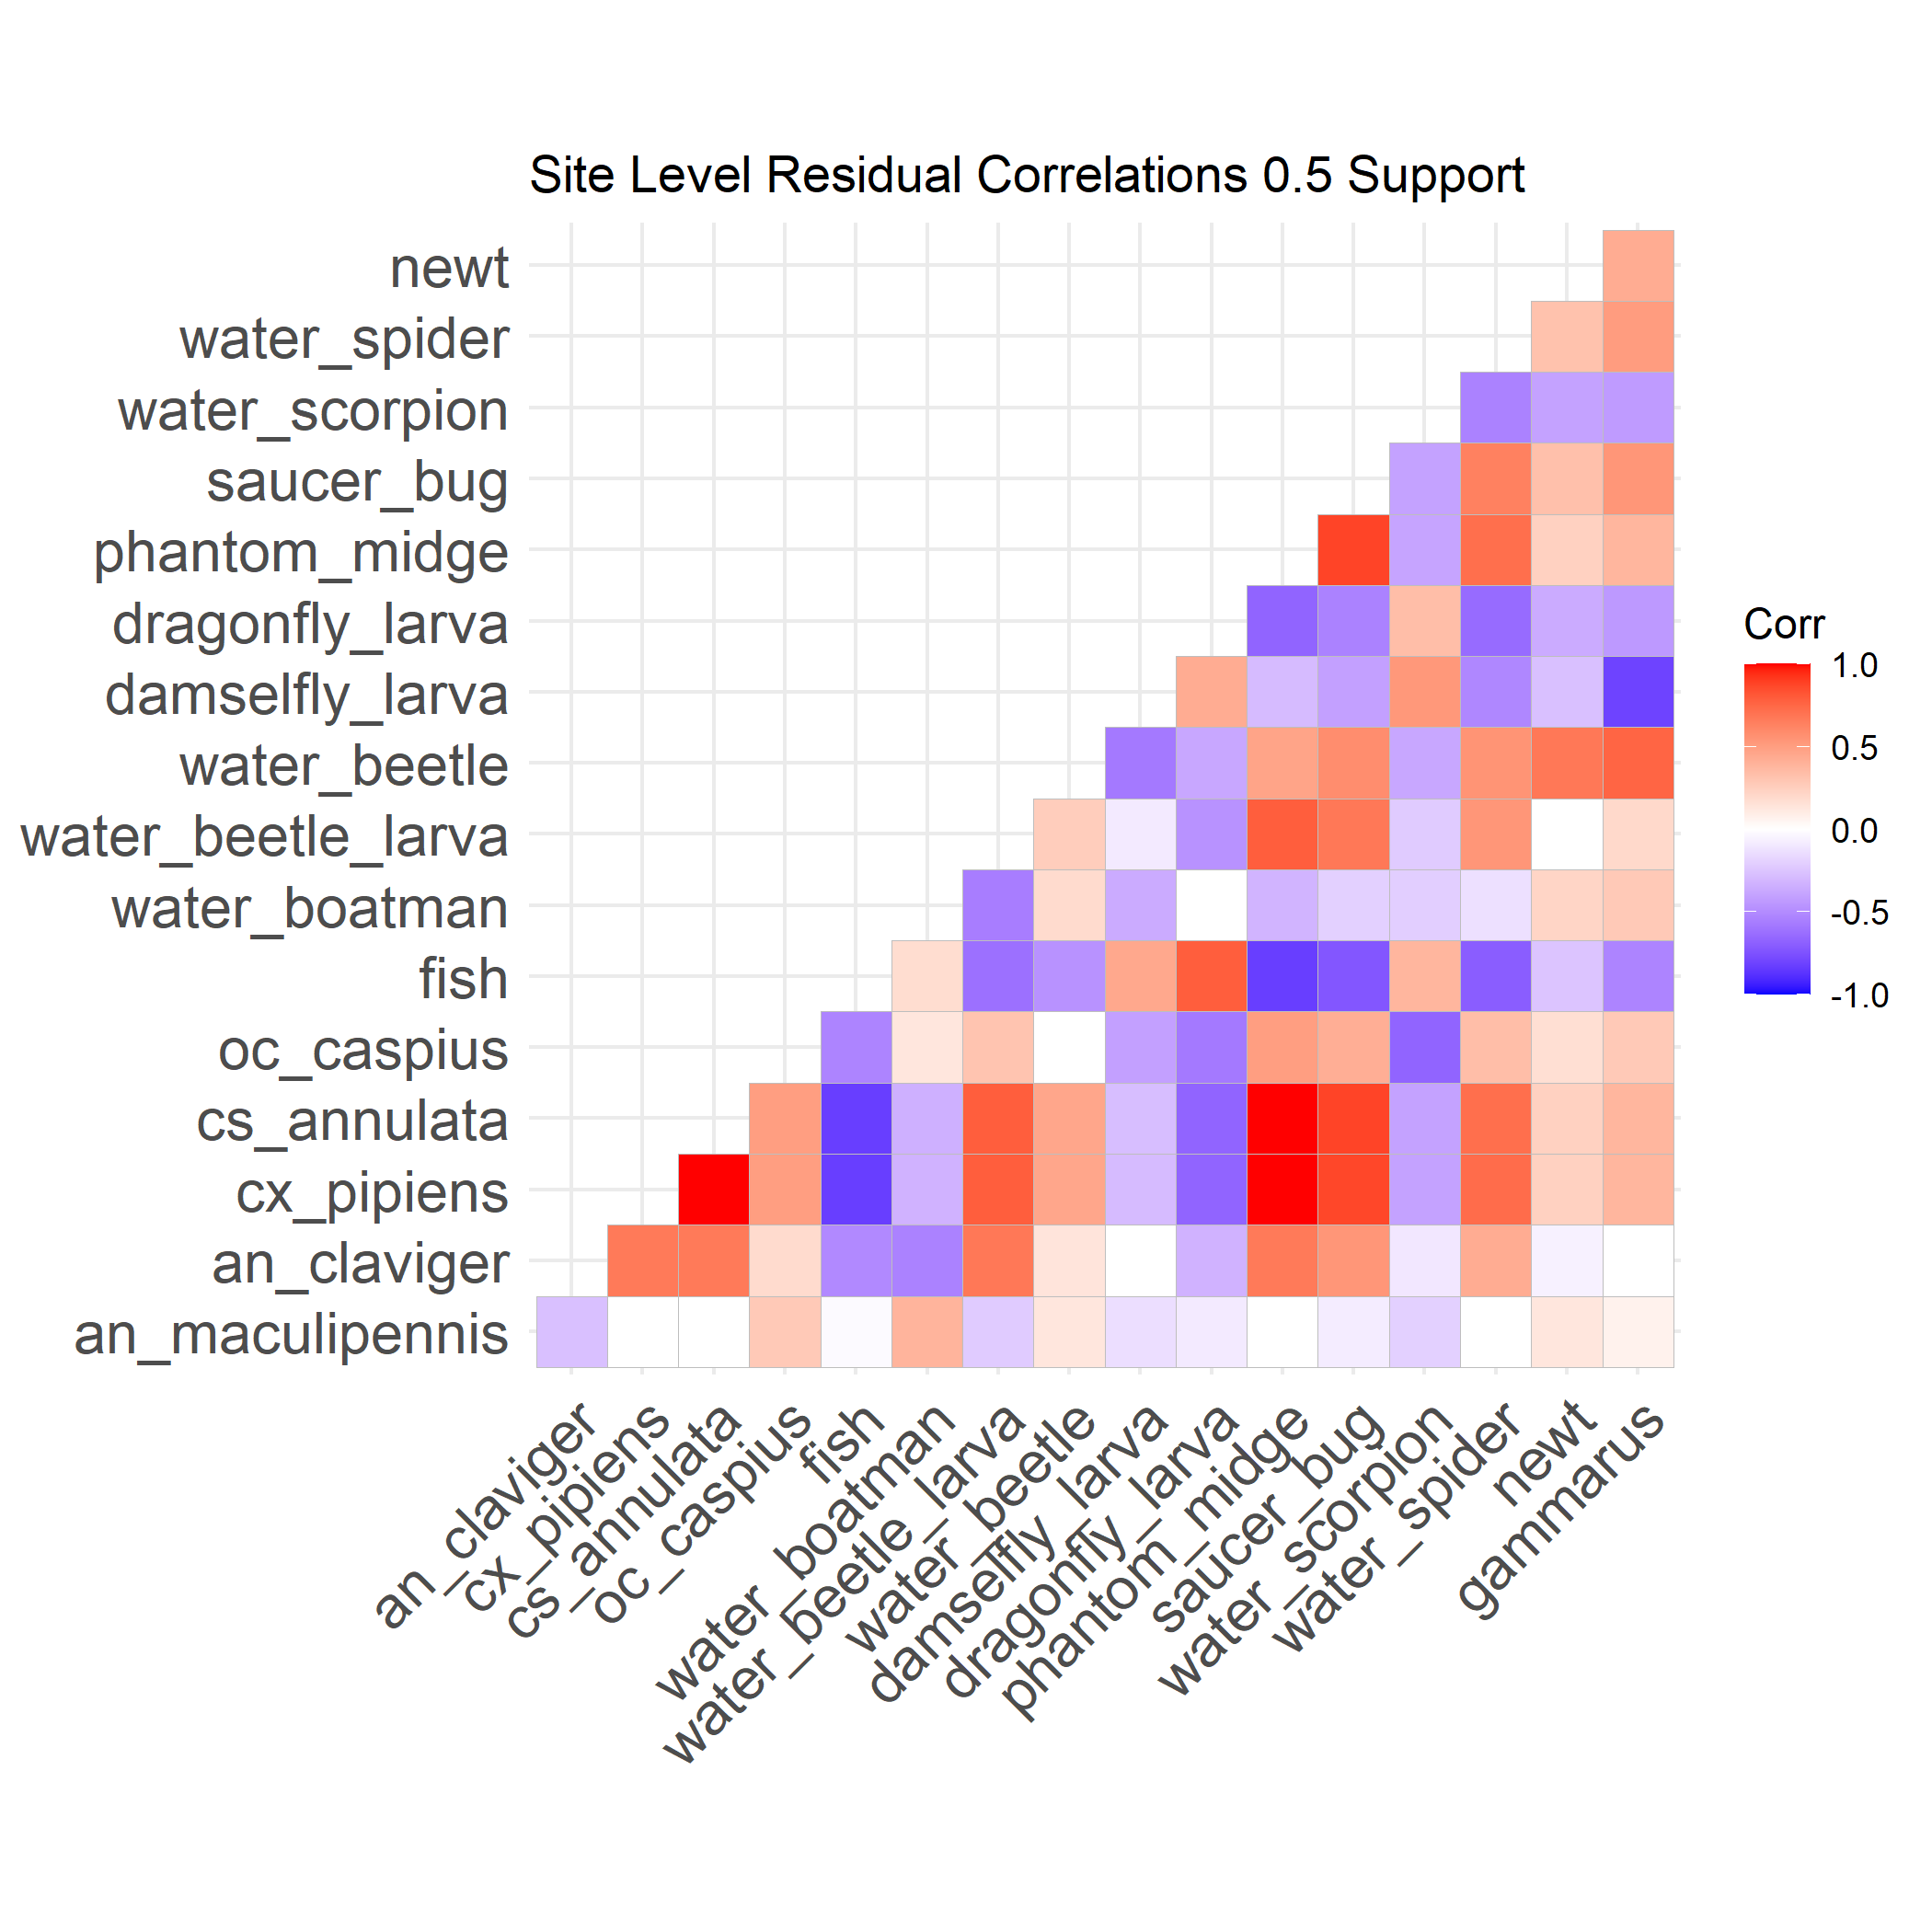 Site Level Residual Correlations 0.5 Support
newt
water_spider
water_scorpion
saucer_bug
phantom_midge
dragonfly_larva
damselfly_larva
water_beetle
water_beetle_larva
water_boatman
fish
oc_caspius
cs_annulata
cx_pipiens
an_claviger
an_maculipennis
an_claviger
cx_pipiens
cs_annulata
oc_caspius
fish
water_boatman
water_beetle_larva
water_beetle
damselfly_larva
dragonfly_larva
phantom_midge
saucer_bug
water_scorpion
water_spider
newt
gammarus
Corr
1.0
0.5
0.0
-0.5
-1.0